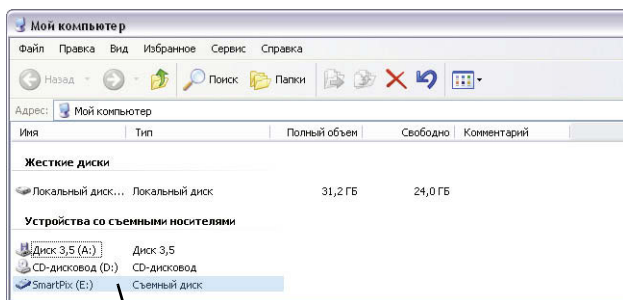 Мой компьютер
Файл Правка Вид Избранное Сервис Справка
Назад Поиск Папки
Адрес: Мой компьютер
Имя Тип Полный объем Свободно Комментарий
Жесткие диски
Локальный диск... Локальный диск 31,2 ГБ 24,0 ГБ
Устройства со съемными носителями
Диск 3,5 (A:) Диск 3,5
CD-дисковод (D:) CD-дисковод
SmartPix (E:) Съемный диск